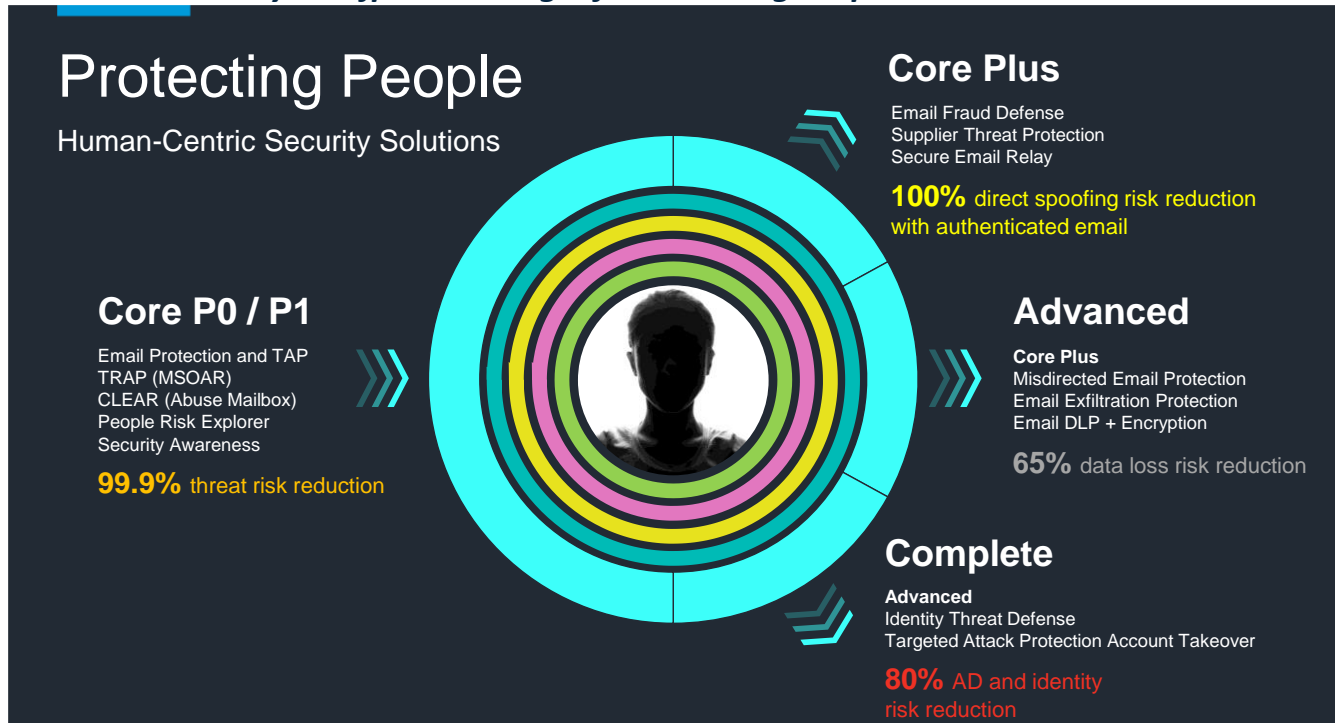 Protecting People
Human-Centric Security Solutions
Core P0 / P1
Email Protection and TAP
TRAP (MSOAR)
CLEAR (Abuse Mailbox)
People Risk Explorer
Security Awareness
99.9% threat risk reduction
Core Plus
Email Fraud Defense
Supplier Threat Protection
Secure Email Relay
100% direct spoofing risk reduction
with authenticated email
Advanced
Core Plus
Misdirected Email Protection
Email Exfiltration Protection
Email DLP + Encryption
65% data loss risk reduction
Complete
Advanced
Identity Threat Defense
Targeted Attack Protection Account Takeover
80% AD and identity
risk reduction